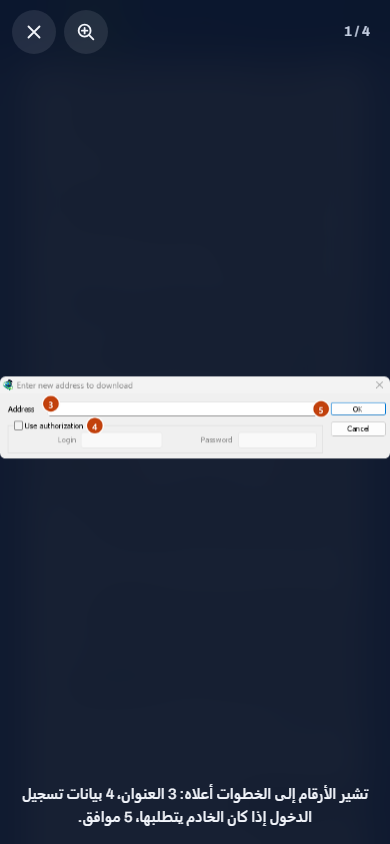 1 / 4
Enter new address to download
Address
3
5
OK
Use authorization
4
Cancel
Login
Password
تشير الأرقام إلى الخطوات أعلاه: 3 العنوان، 4 بيانات تسجيل
الدخول إذا كان الخادم يتطلبها، 5 موافق.